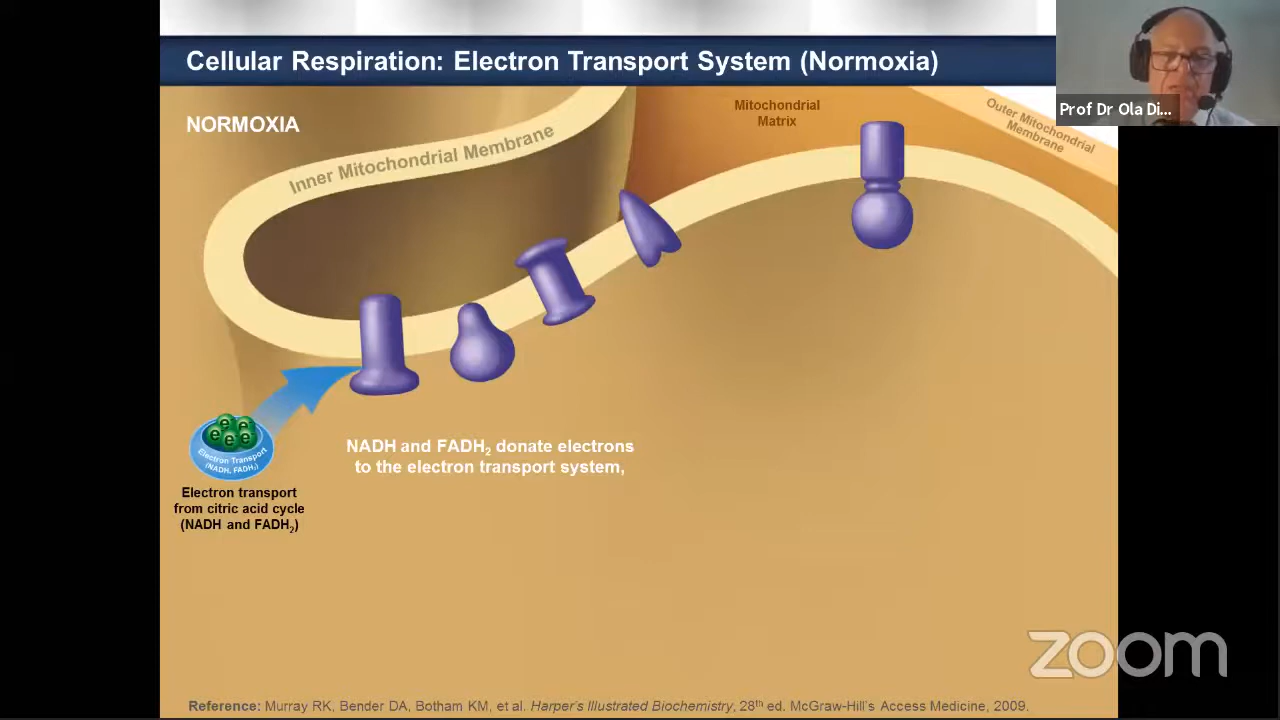 Cellular Respiration: Electron Transport System (Normoxia)
Prof Dr Ola Di...
NORMOXIA
Inner Mitochondrial Membrane
Mitochondrial
Matrix
Outer Mitochondrial
Membrane
e e
e e e
Electron Transport
(NADH, FADH₂)
Electron transport
from citric acid cycle
(NADH and FADH₂)
NADH and FADH₂ donate electrons
to the electron transport system,
zoom
Reference: Murray RK, Bender DA, Botham KM, et al. Harper's Illustrated Biochemistry, 28th ed. McGraw-Hill's Access Medicine, 2009.